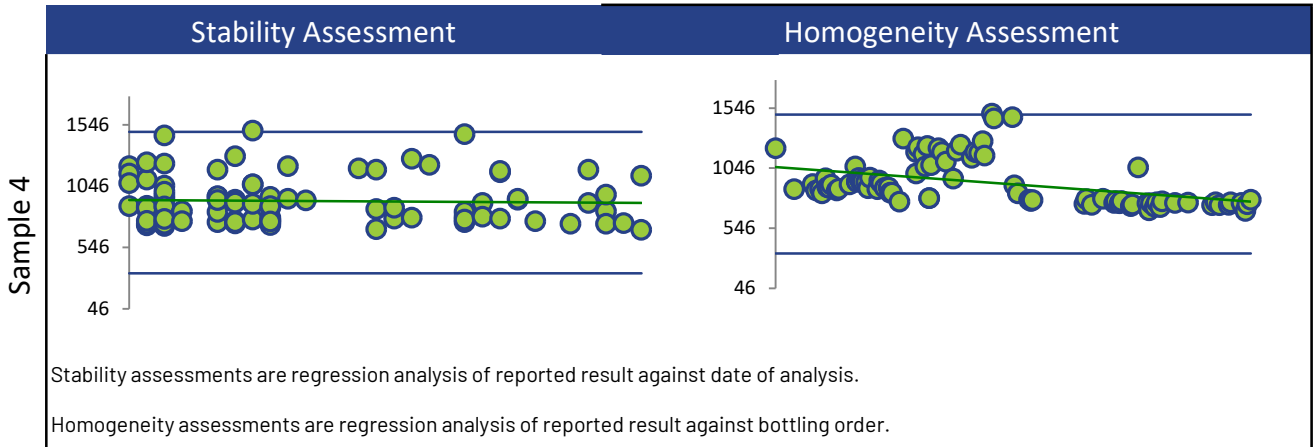 Stability Assessment
Homogeneity Assessment
Sample 4
1546
1046
546
46
1546
1046
546
46
Stability assessments are regression analysis of reported result against date of analysis.
Homogeneity assessments are regression analysis of reported result against bottling order.